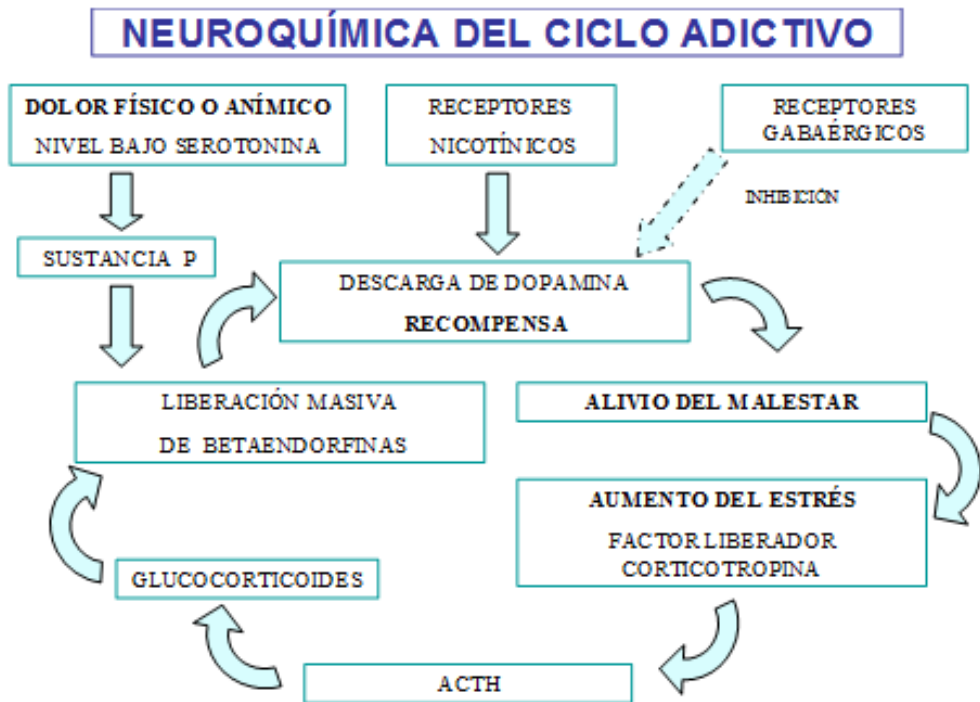 NEUROQUÍMICA DEL CICLO ADICTIVO
DOLOR FÍSICO O ANÍMICO
NIVEL BAJO SEROTONINA
RECEPTORES
NICOTÍNICOS
RECEPTORES
GABAÉRGICOS
INHIBICIÓN
SUSTANCIA P
DESCARGA DE DOPAMINA
RECOMPENSA
LIBERACIÓN MASIVA
DE BETAENDORFINAS
ALIVIO DEL MALESTAR
AUMENTO DEL ESTRÉS
FACTOR LIBERADOR
CORTICOTROPINA
GLUCOCORTICOIDES
ACTH